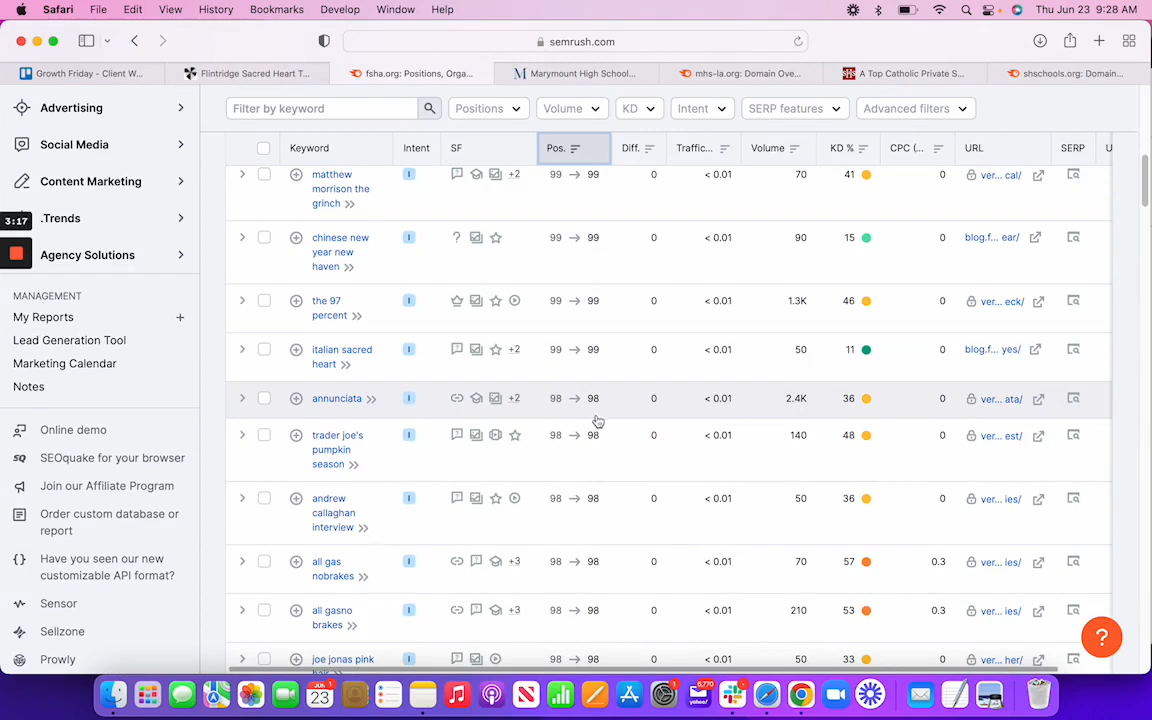 Safari File Edit View History Bookmarks Develop Window Help Thu Jun 23 9:28 AM
semrush.com
Growth Friday - Client W... Flintridge Sacred Heart T... fsha.org: Positions, Orga... Marymount High School... mhs-la.org: Domain Ove... A Top Catholic Private S... shschools.org: Domain...
Advertising
Social Media
Content Marketing
.Trends
3:17
Agency Solutions
MANAGEMENT
My Reports +
Lead Generation Tool
Marketing Calendar
Notes
Online demo
SEOquake for your browser
Join our Affiliate Program
Order custom database or
report
Have you seen our new
customizable API format?
Sensor
Sellzone
Prowly
Filter by keyword Positions Volume KD Intent SERP features Advanced filters
Keyword Intent SF Pos. Diff. Traffic... Volume KD % CPC (... URL SERP U
matthew I +2 99 → 99 0 < 0.01 70 41 0 ver... cal/
morrison the
grinch >>
chinese new I 99 → 99 0 < 0.01 90 15 0 blog.f... ear/
year new
haven >>
the 97 I 99 → 99 0 < 0.01 1.3K 46 0 ver... eck/
percent >>
italian sacred I +2 99 → 99 0 < 0.01 50 11 0 blog.f... yes/
heart >>
annunciata >> I +2 98 → 98 0 < 0.01 2.4K 36 0 ver... ata/
trader joe's I 98 → 98 0 < 0.01 140 48 0 ver... est/
pumpkin
season >>
andrew I 98 → 98 0 < 0.01 50 36 0 ver... ies/
callaghan
interview >>
all gas I +3 98 → 98 0 < 0.01 70 57 0.3 ver... ies/
nobrakes >>
all gasno I +3 98 → 98 0 < 0.01 210 53 0.3 ver... ies/
brakes >>
joe jonas pink I 98 → 98 0 < 0.01 50 33 0 ver... her/
?
JUN 1
23
1
5,770
yahoo!